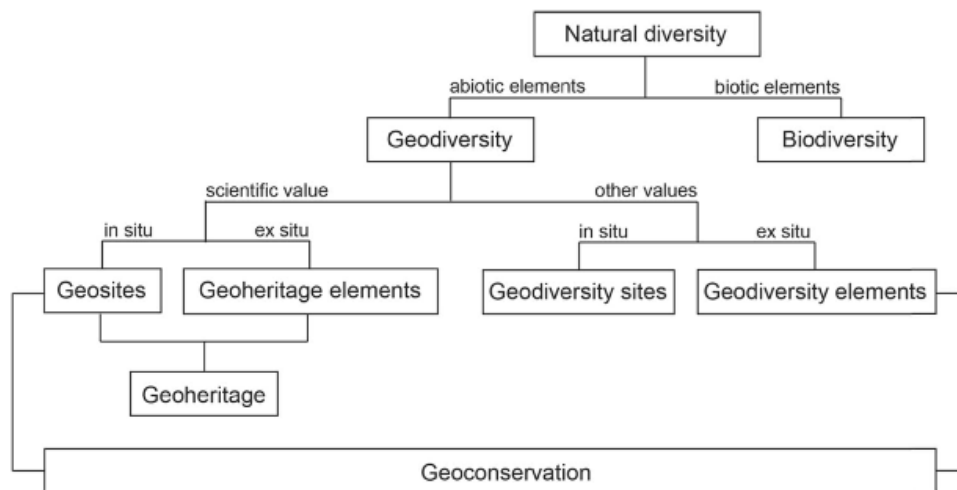 Natural diversity
abiotic elements
biotic elements
Geodiversity
Biodiversity
scientific value
other values
in situ
ex situ
in situ
ex situ
Geosites
Geoheritage elements
Geodiversity sites
Geodiversity elements
Geoheritage
Geoconservation